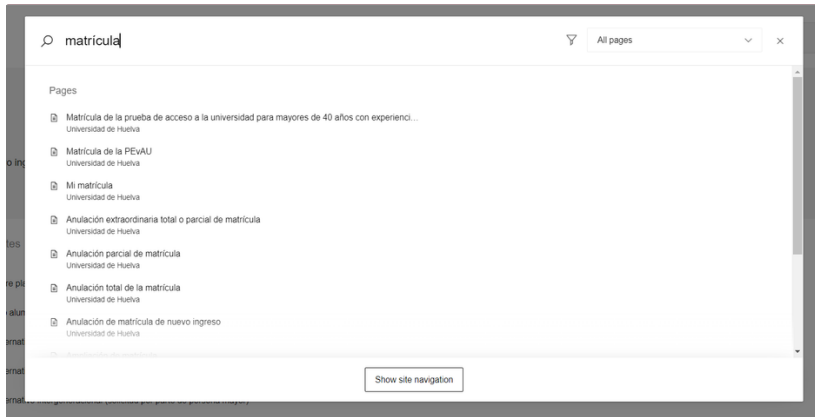 matrícula
All pages
Pages
Matrícula de la prueba de acceso a la universidad para mayores de 40 años con experienci...
Universidad de Huelva
Matrícula de la PEvAU
Universidad de Huelva
Mi matrícula
Universidad de Huelva
Anulación extraordinaria total o parcial de matrícula
Universidad de Huelva
Anulación parcial de matrícula
Universidad de Huelva
Anulación total de la matrícula
Universidad de Huelva
Anulación de matrícula de nuevo ingreso
Universidad de Huelva
Show site navigation